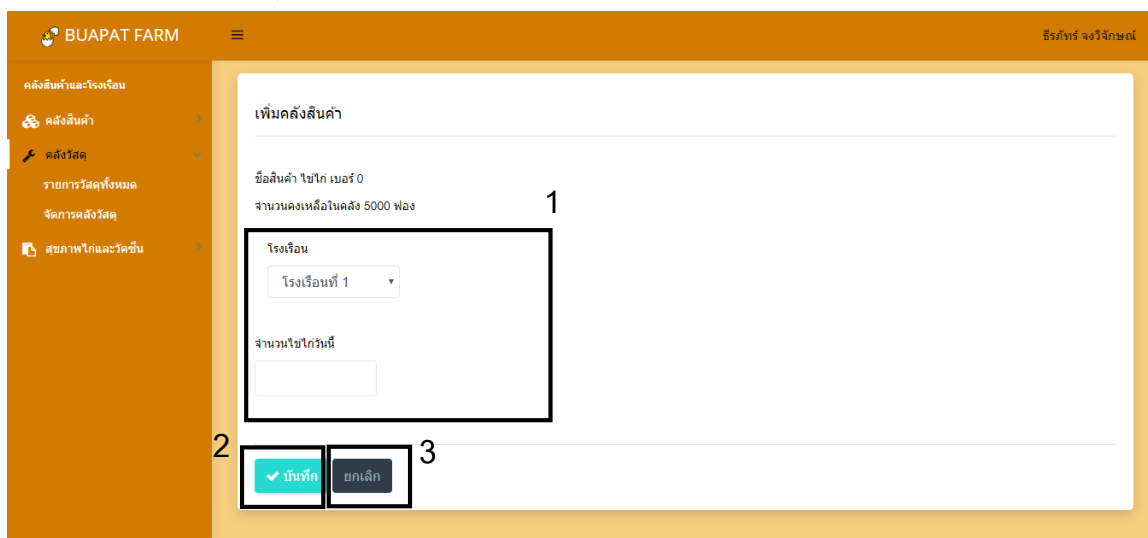 BUAPAT FARM
ธีรภัทร์ จงวิจักษณ์
คลังสินค้าและโรงเรือน
คลังสินค้า
คลังวัสดุ
รายการวัสดุทั้งหมด
จัดการคลังวัสดุ
สุขภาพไก่และวัคซีน
เพิ่มคลังสินค้า
ชื่อสินค้า ไข่ไก่ เบอร์ 0
จำนวนคงเหลือในคลัง 5000 ฟอง
1
โรงเรือน
โรงเรือนที่ 1
จำนวนไข่ไก่วันนี้
2
บันทึก
3
ยกเลิก